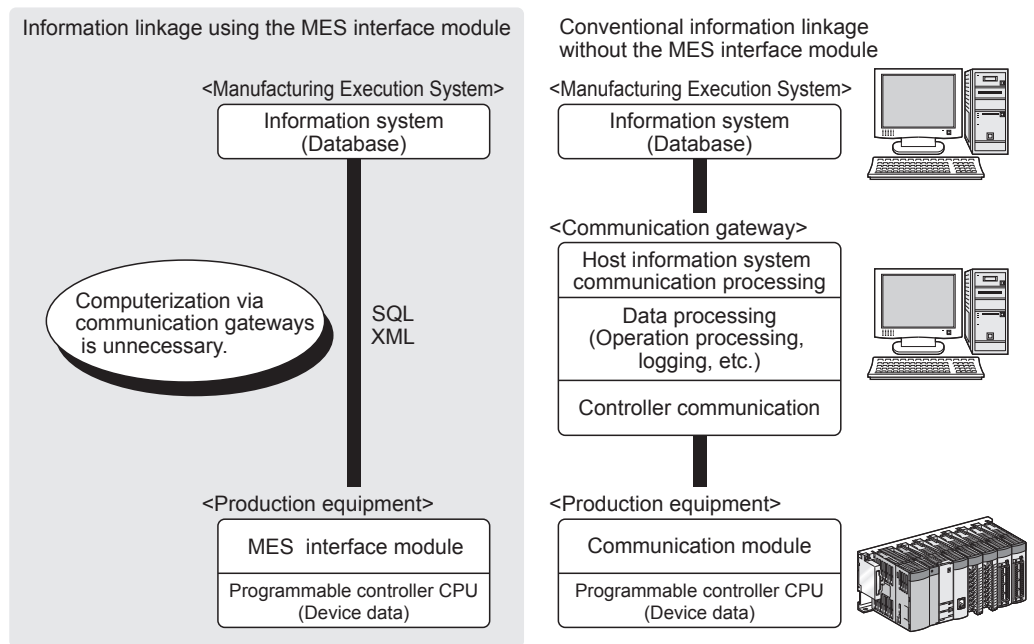 Information linkage using the MES interface module
<Manufacturing Execution System>
Information system
(Database)
Computerization via
communication gateways
is unnecessary.
SQL
XML
<Production equipment>
MES interface module
Programmable controller CPU
(Device data)
Conventional information linkage
without the MES interface module
<Manufacturing Execution System>
Information system
(Database)
<Communication gateway>
Host information system
communication processing
Data processing
(Operation processing,
logging, etc.)
Controller communication
<Production equipment>
Communication module
Programmable controller CPU
(Device data)